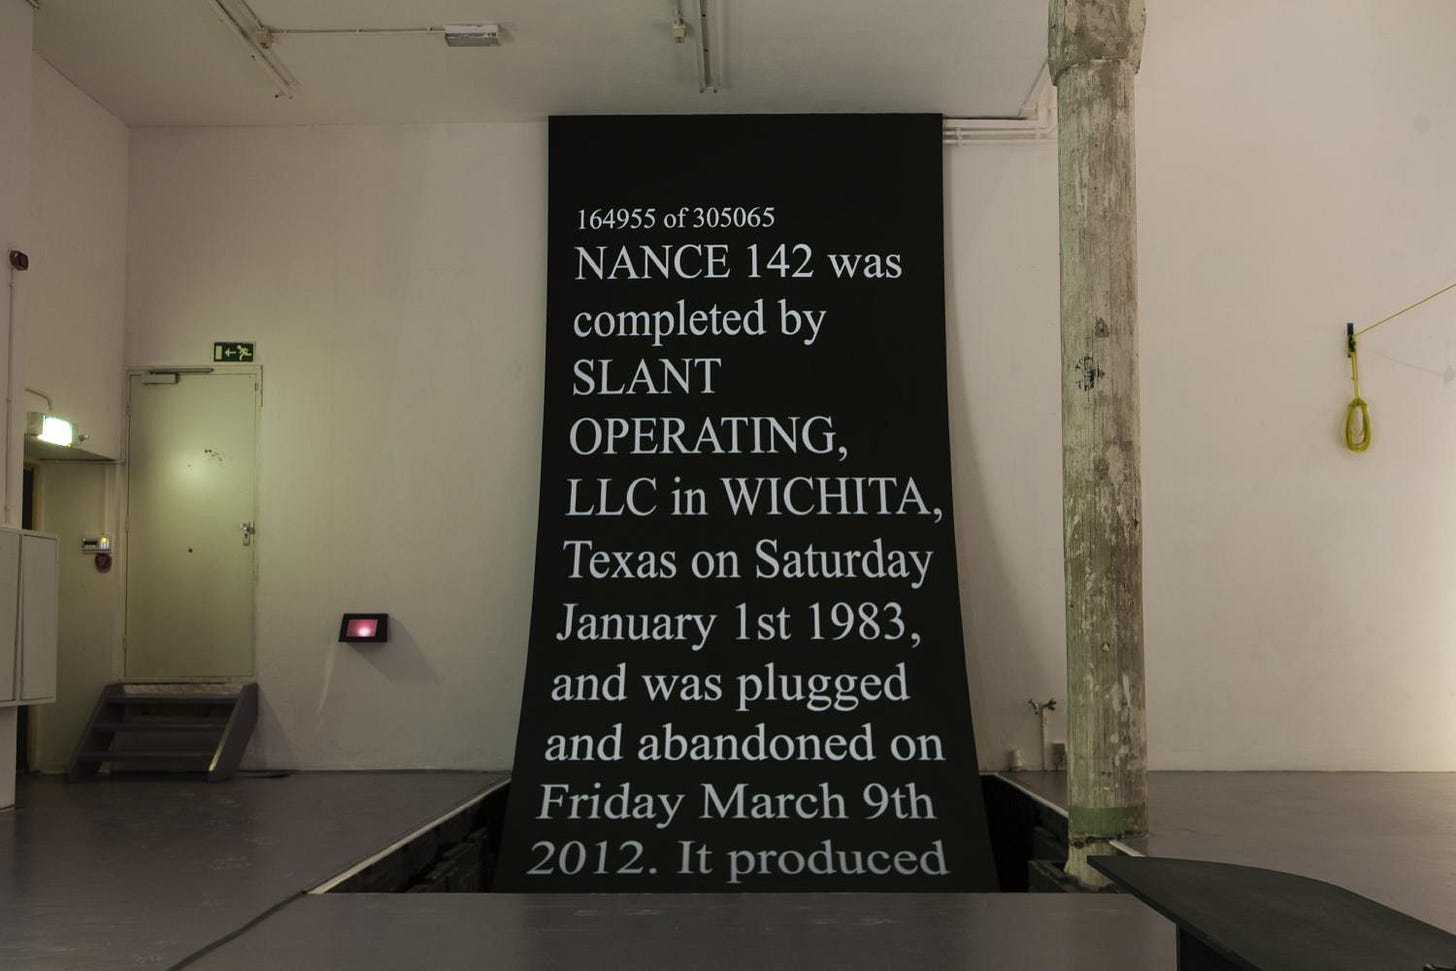 164955 of 305065
NANCE 142 was
completed by
SLANT
OPERATING,
LLC in WICHITA,
Texas on Saturday
January 1st 1983,
and was plugged
and abandoned on
Friday March 9th
2012. It produced